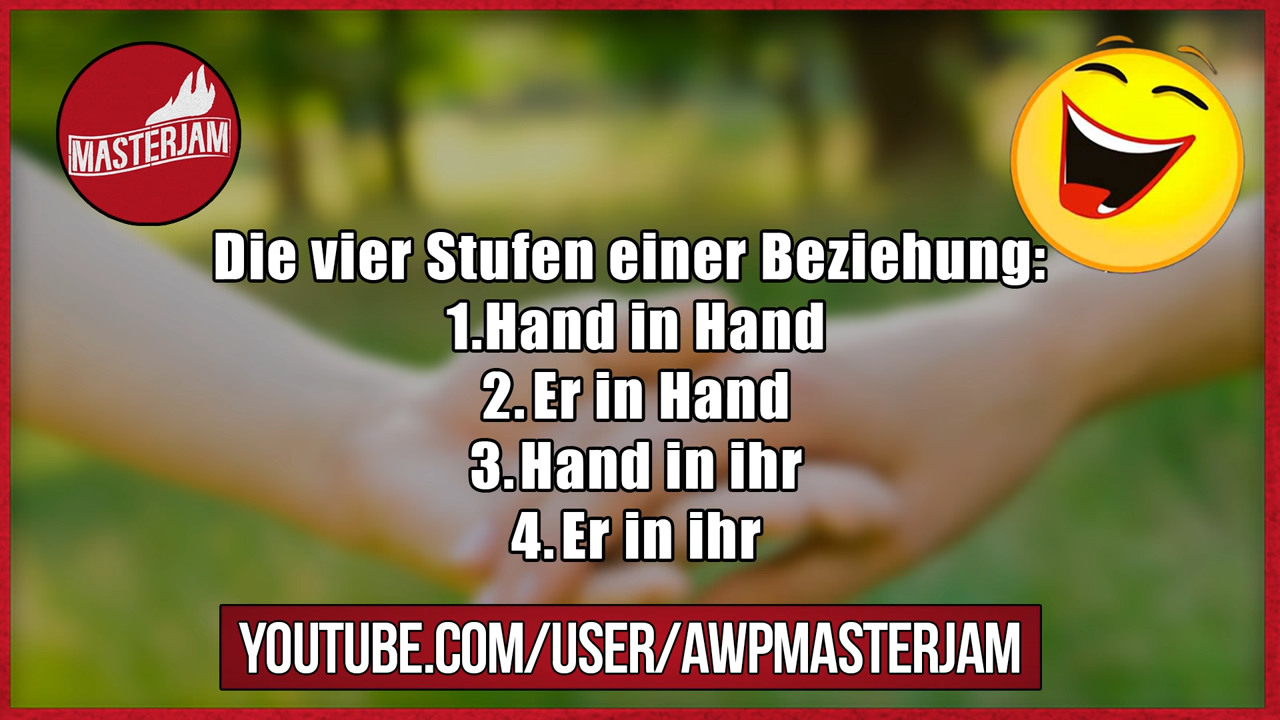 MASTERJAM
Die vier Stufen einer Beziehung:
1.Hand in Hand
2. Er in Hand
3. Hand in ihr
4. Er in ihr
YOUTUBE.COM/USER/AWPMASTERJAM